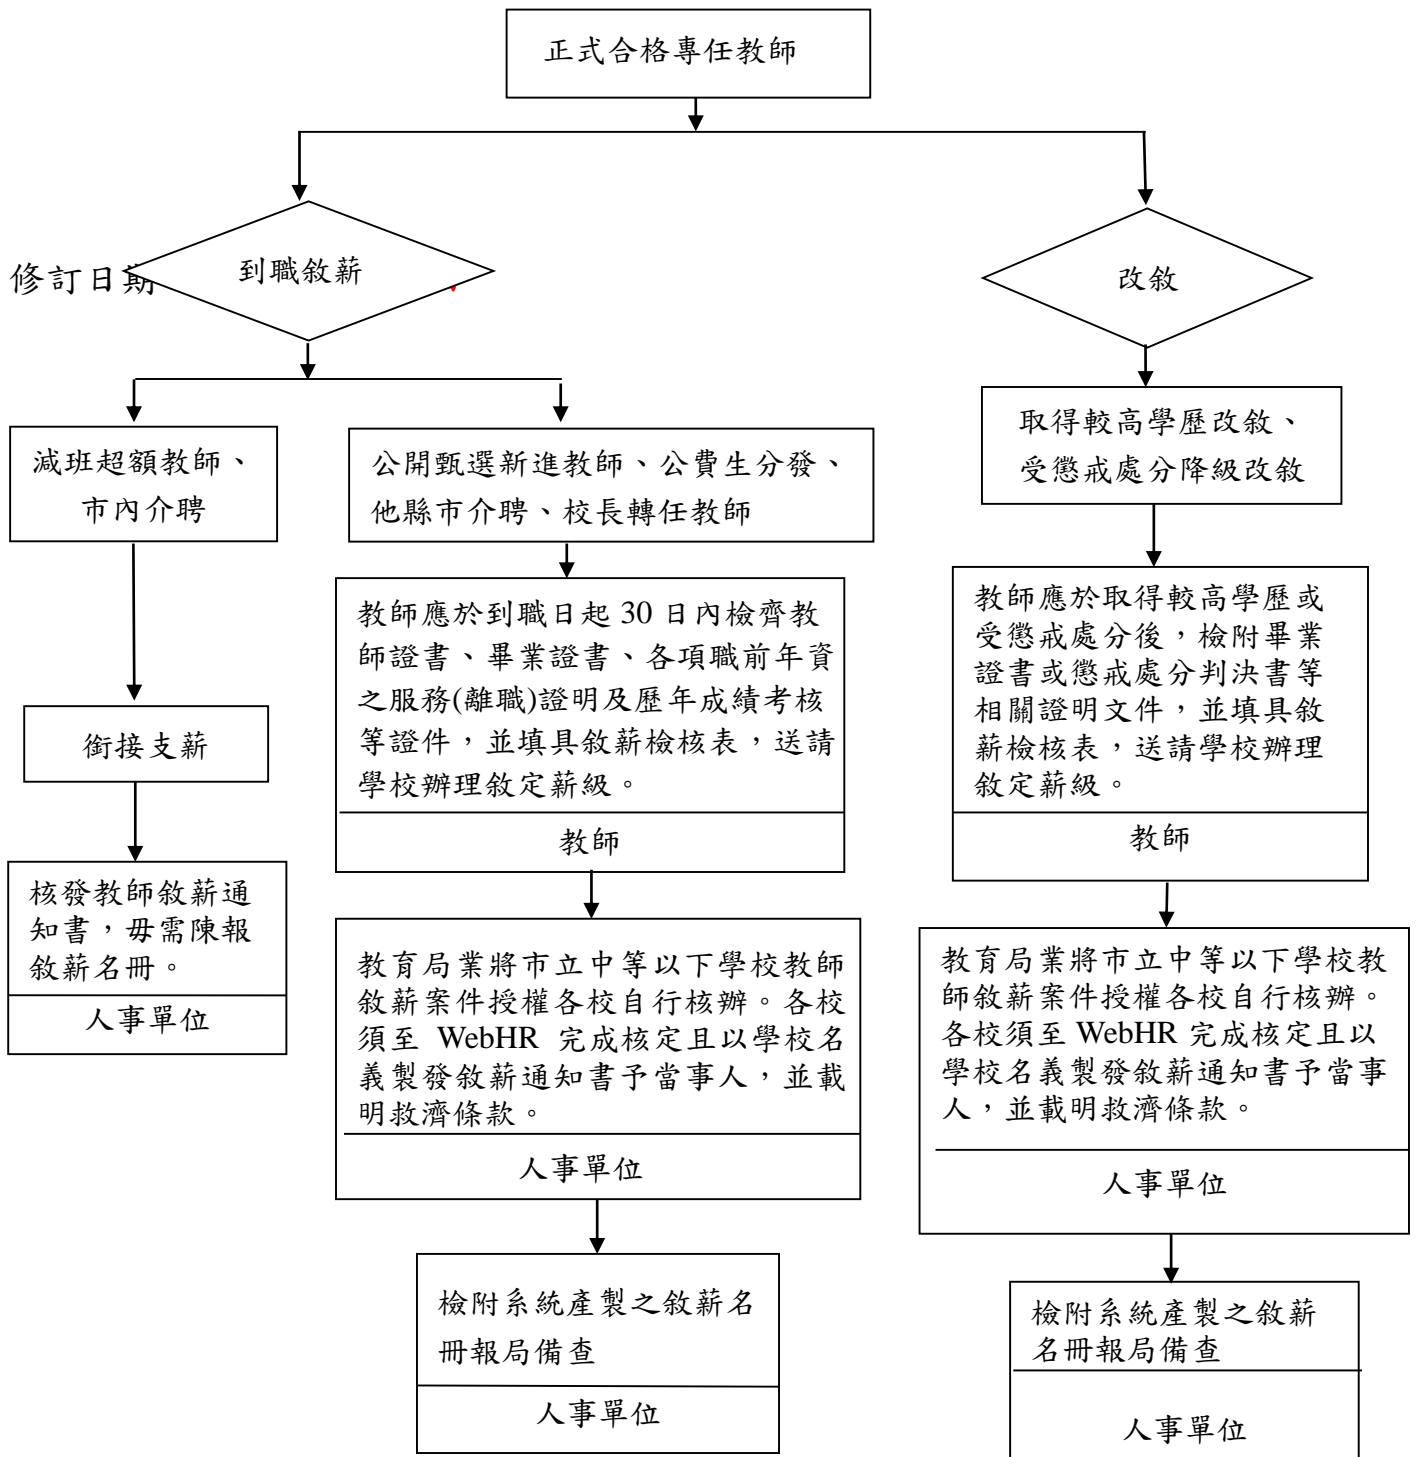 正式合格專任教師
修訂日期
到職敘薪
改敘
減班超額教師、
市內介聘
公開甄選新進教師、公費生分發、
他縣市介聘、校長轉任教師
取得較高學歷改敘、
受懲戒處分降級改敘
銜接支薪
教師應於到職日起 30 日內檢齊教
師證書、畢業證書、各項職前年資
之服務(離職)證明及歷年成績考核
等證件，並填具敘薪檢核表，送請
學校辦理敘定薪級。
教師
教師應於取得較高學歷或
受懲戒處分後，檢附畢業
證書或懲戒處分判決書等
相關證明文件，並填具敘
薪檢核表，送請學校辦理
敘定薪級。
教師
核發教師敘薪通
知書，毋需陳報
敘薪名冊。
人事單位
教育局業將市立中等以下學校教師
敘薪案件授權各校自行核辦。各校
須至 WebHR 完成核定且以學校名
義製發敘薪通知書予當事人，並載
明救濟條款。
人事單位
教育局業將市立中等以下學校教
師敘薪案件授權各校自行核辦。
各校須至 WebHR 完成核定且以
學校名義製發敘薪通知書予當事
人，並載明救濟條款。
人事單位
檢附系統產製之敘薪名
冊報局備查
人事單位
檢附系統產製之敘薪
名冊報局備查
人事單位